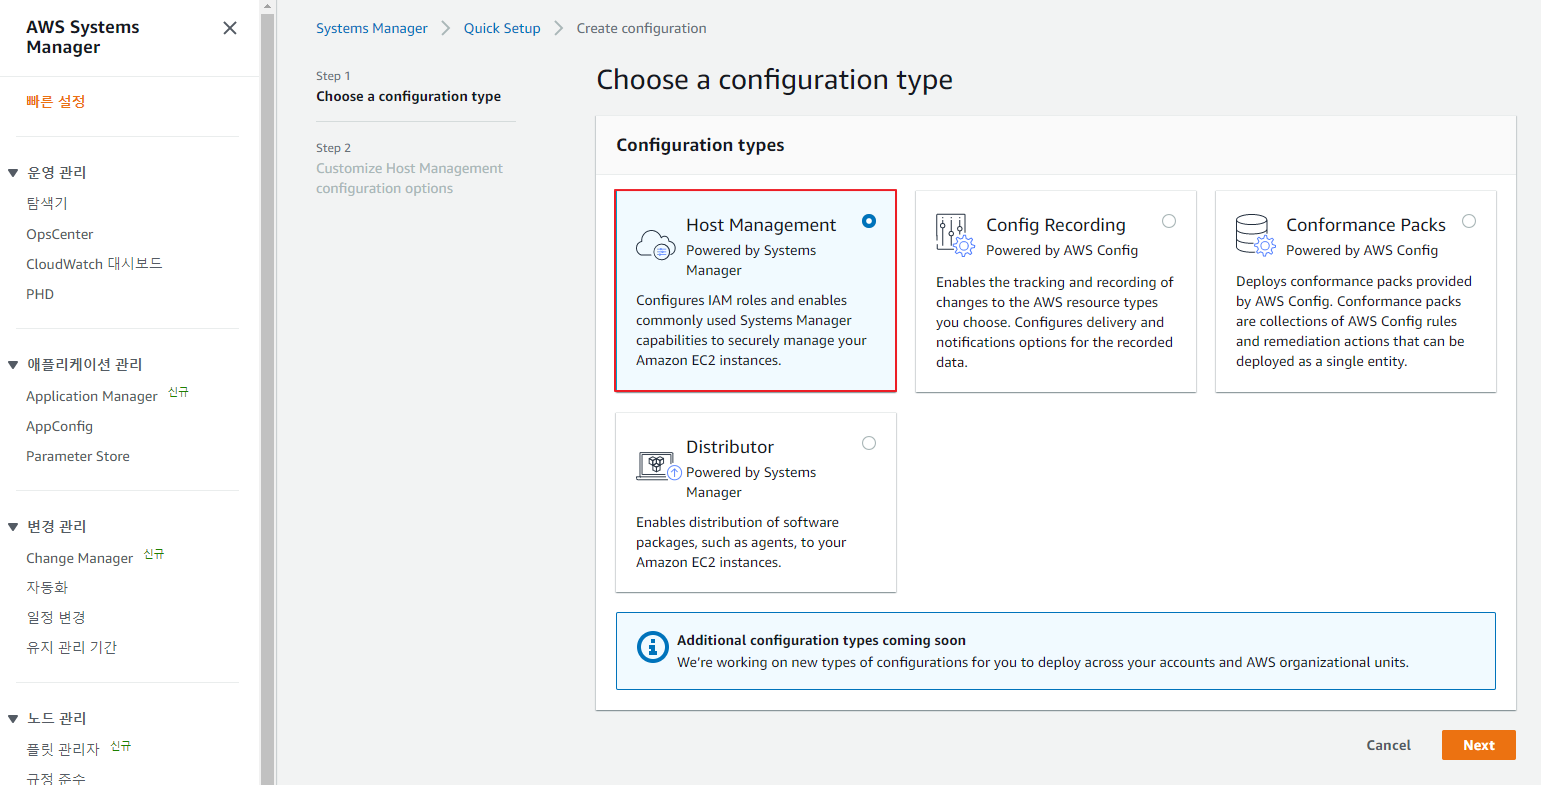 AWS Systems
Manager
빠른 설정
운영 관리
탐색기
OpsCenter
CloudWatch 대시보드
PHD
애플리케이션 관리
Application Manager 신규
AppConfig
Parameter Store
변경 관리
Change Manager 신규
자동화
일정 변경
유지 관리 기간
노드 관리
플릿 관리자 신규
규정 준수
Systems Manager
Quick Setup
Create configuration
Step 1
Choose a configuration type
Step 2
Customize Host Management
configuration options
Choose a configuration type
Configuration types
Host Management
Powered by Systems
Manager
Configures IAM roles and enables
commonly used Systems Manager
capabilities to securely manage your
Amazon EC2 instances.
Config Recording
Powered by AWS Config
Enables the tracking and recording of
changes to the AWS resource types
you choose. Configures delivery and
notifications options for the recorded
data.
Conformance Packs
Powered by AWS Config
Deploys conformance packs provided
by AWS Config. Conformance packs
are collections of AWS Config rules
and remediation actions that can be
deployed as a single entity.
Distributor
Powered by Systems
Manager
Enables distribution of software
packages, such as agents, to your
Amazon EC2 instances.
Additional configuration types coming soon
We're working on new types of configurations for you to deploy across your accounts and AWS organizational units.
Cancel
Next